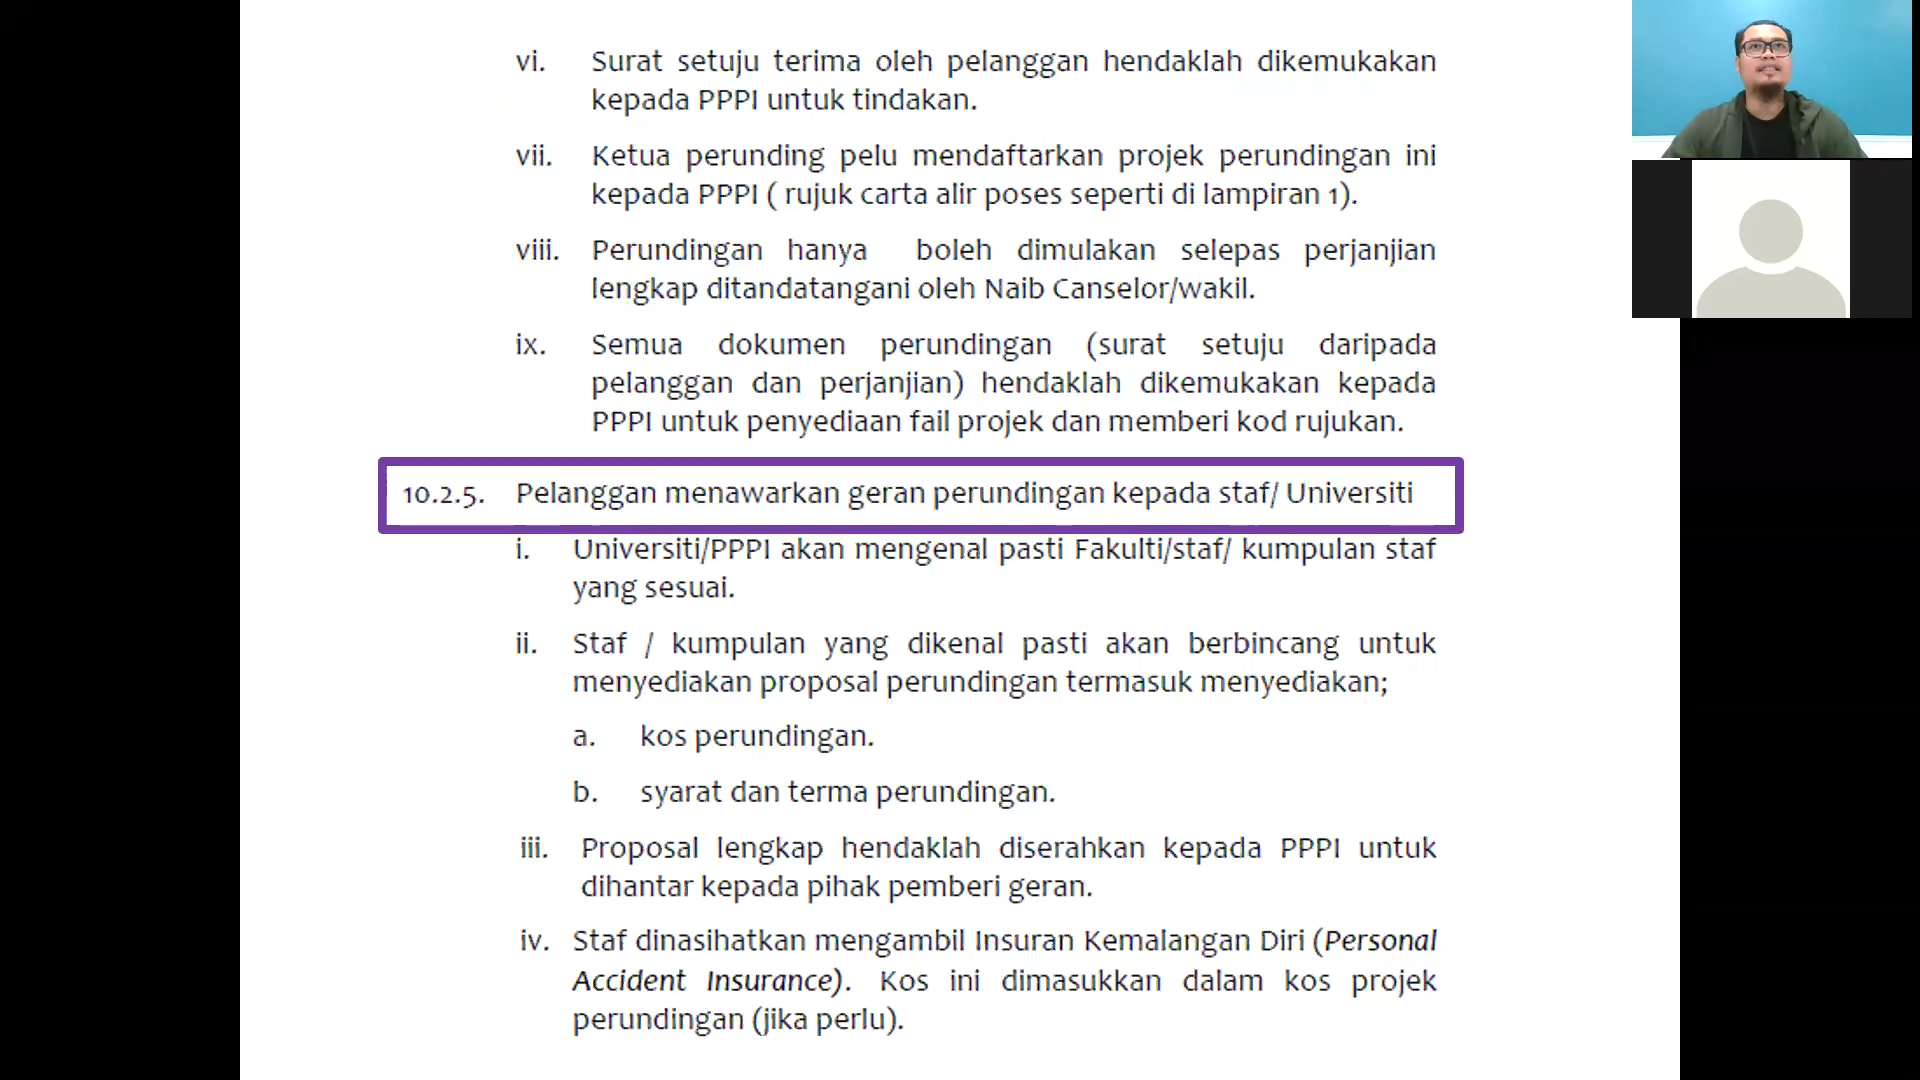 vi. Surat setuju terima oleh pelanggan hendaklah dikemukakan
kepada PPPI untuk tindakan.
vii. Ketua perunding pelu mendaftarkan projek perundingan ini
kepada PPPI ( rujuk carta alir poses seperti di lampiran 1).
viii. Perundingan hanya boleh dimulakan selepas perjanjian
lengkap ditandatangani oleh Naib Canselor/wakil.
ix. Semua dokumen perundingan (surat setuju daripada
pelanggan dan perjanjian) hendaklah dikemukakan kepada
PPPI untuk penyediaan fail projek dan memberi kod rujukan.
10.2.5. Pelanggan menawarkan geran perundingan kepada staf/ Universiti
i. Universiti/PPPI akan mengenal pasti Fakulti/staf/ kumpulan staf
yang sesuai.
ii. Staf / kumpulan yang dikenal pasti akan berbincang untuk
menyediakan proposal perundingan termasuk menyediakan;
a. kos perundingan.
b. syarat dan terma perundingan.
iii. Proposal lengkap hendaklah diserahkan kepada PPPI untuk
dihantar kepada pihak pemberi geran.
iv. Staf dinasihatkan mengambil Insuran Kemalangan Diri (Personal
Accident Insurance). Kos ini dimasukkan dalam kos projek
perundingan (jika perlu).